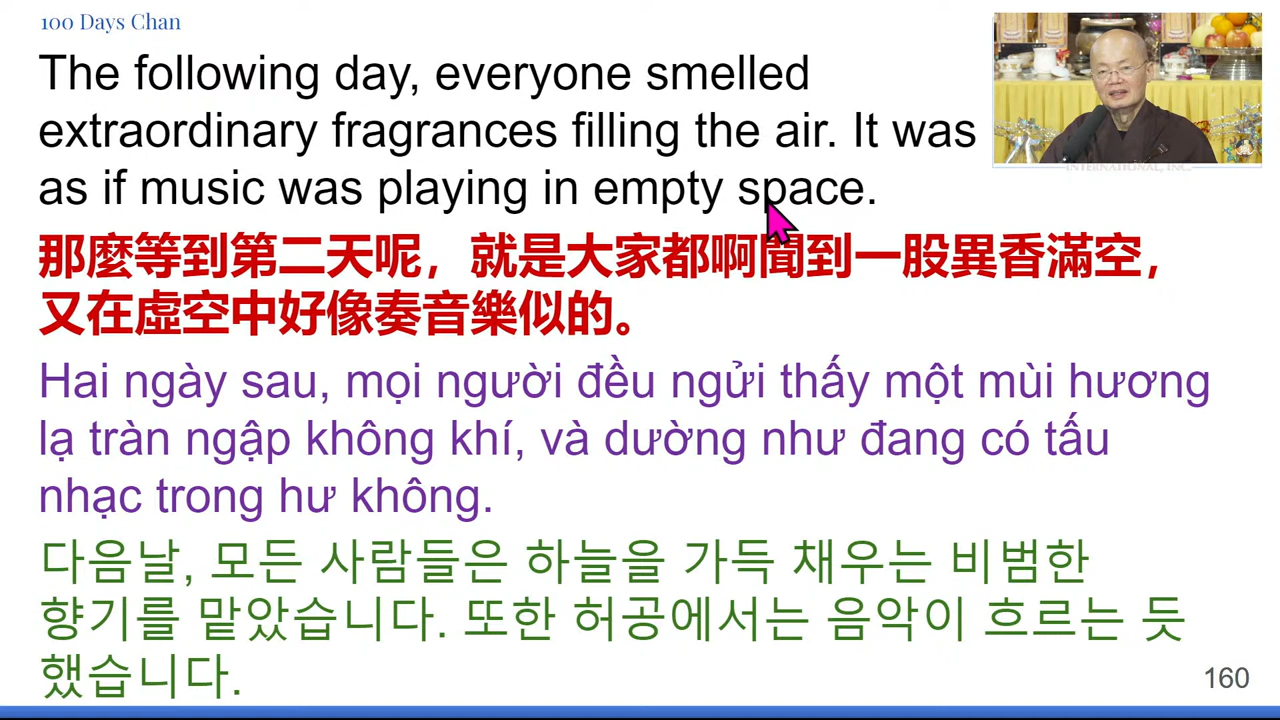 100 Days Chan
The following day, everyone smelled
extraordinary fragrances filling the air. It was
as if music was playing in empty space.
那麼等到第二天呢，就是大家都啊聞到一股異香滿空，
又在虛空中好像奏音樂似的。
Hai ngày sau, mọi người đều ngửi thấy một mùi hương
lạ tràn ngập không khí, và dường như đang có tấu
nhạc trong hư không.
다음날, 모든 사람들은 하늘을 가득 채우는 비범한
향기를 맡았습니다. 또한 허공에서는 음악이 흐르는 듯
했습니다.
INTERNATIONAL, INC.
160